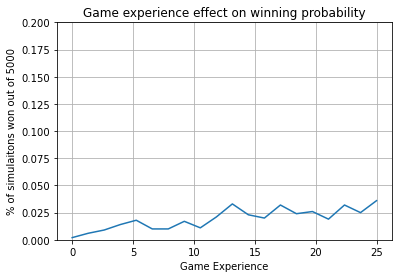 Game experience effect on winning probability
% of simulaitons won out of 5000
0.200
0.175
0.150
0.125
0.100
0.075
0.050
0.025
0.000
0 5 10 15 20 25
Game Experience